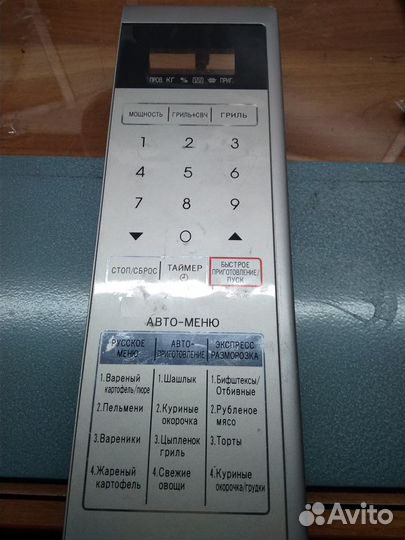 ПРОВ. КГ % ПРИГ.
МОЩНОСТЬ ГРИЛЬ+СВЧ ГРИЛЬ
1 2 3
4 5 6
7 8 9
▼ 0 ▲
СТОП/СБРОС ТАЙМЕР БЫСТРОЕ
ПРИГОТОВЛЕНИЕ/
ПУСК
АВТО-МЕНЮ
РУССКОЕ
МЕНЮ
АВТО-
ПРИГОТОВЛЕНИЕ
ЭКСПРЕСС
РАЗМОРОЗКА
1.Вареный
картофель/пюре
2.Пельмени
3.Вареники
4.Жареный
картофель
1.Шашлык
2.Куриные
окорочка
3.Цыпленок
гриль
4.Свежие
овощи
1.Бифштексы/
Отбивные
2.Рубленое
мясо
3.Торты
4.Куриные
окорочка/грудки
Avito